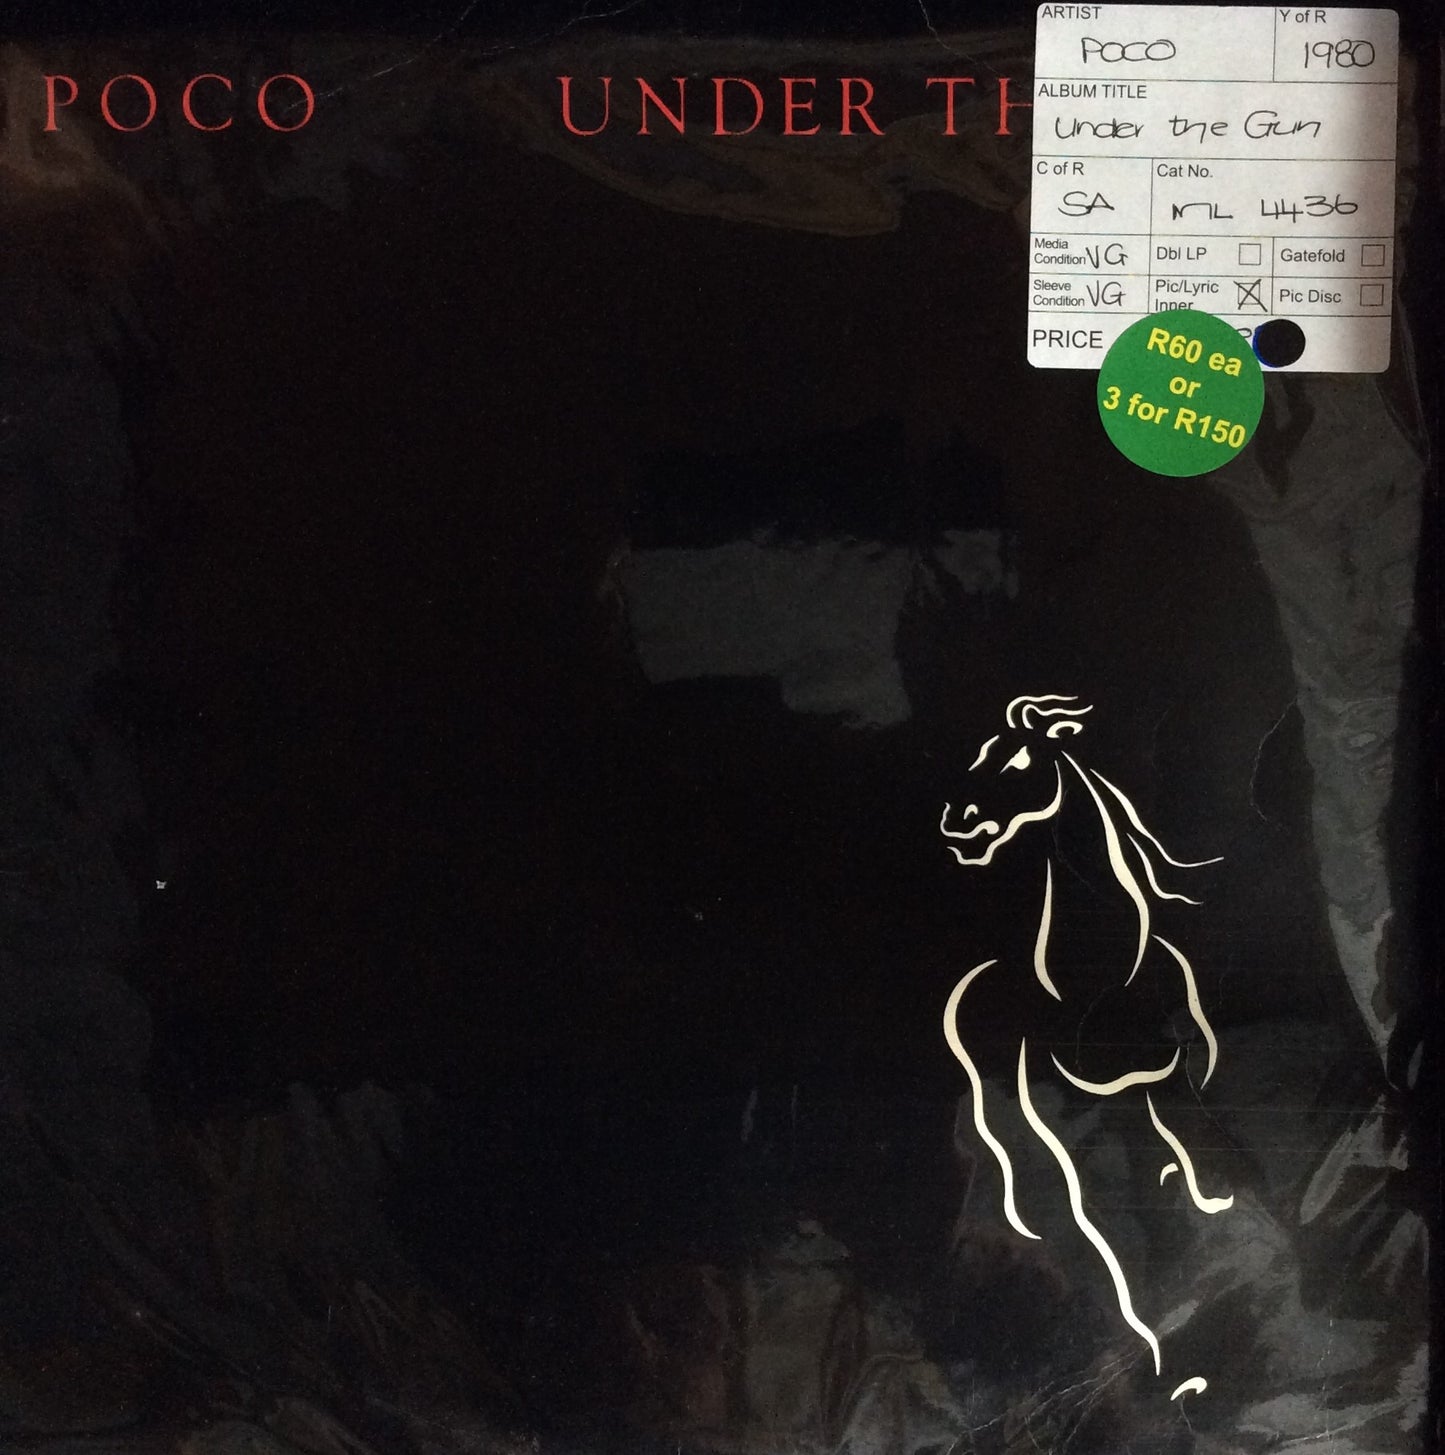 POCO UNDER TH
ARTIST
POCO
Y of R
1980
ALBUM TITLE
Under the Gun
C of R
SA
Cat No.
ML 4436
Media
Condition VG
Dbl LP
Gatefold
Sleeve
Condition VG
Pic/Lyric
Inner
Pic Disc
PRICE
R60 ea
or
3 for R150